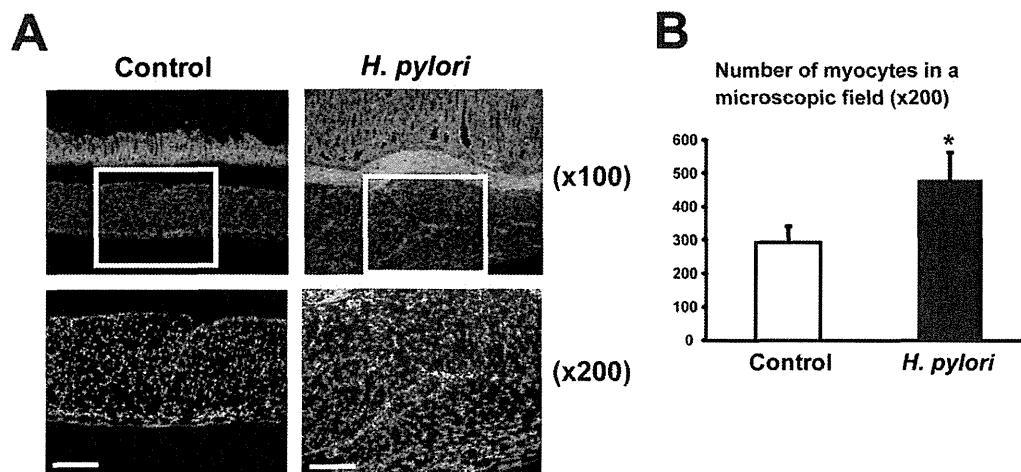 A
Control
H. pylori
(x100)
(x200)
B
Number of myocytes in a
microscopic field (x200)
600
500
400
300
200
100
0
*
Control
H. pylori